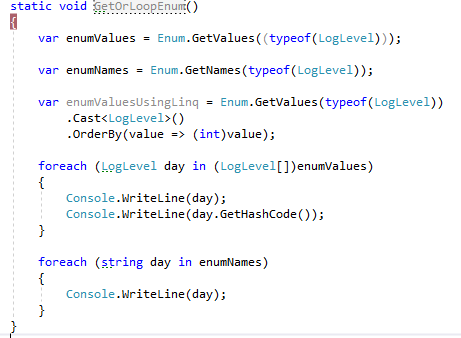 static void GetOrLoopEnum()
{
var enumValues = Enum.GetValues((typeof(LogLevel)));
var enumNames = Enum.GetNames(typeof(LogLevel));
var enumValuesUsingLinq = Enum.GetValues(typeof(LogLevel))
.Cast<LogLevel>()
.OrderBy(value => (int)value);
foreach (LogLevel day in (LogLevel[])enumValues)
{
Console.WriteLine(day);
Console.WriteLine(day.GetHashCode());
}
foreach (string day in enumNames)
{
Console.WriteLine(day);
}
}